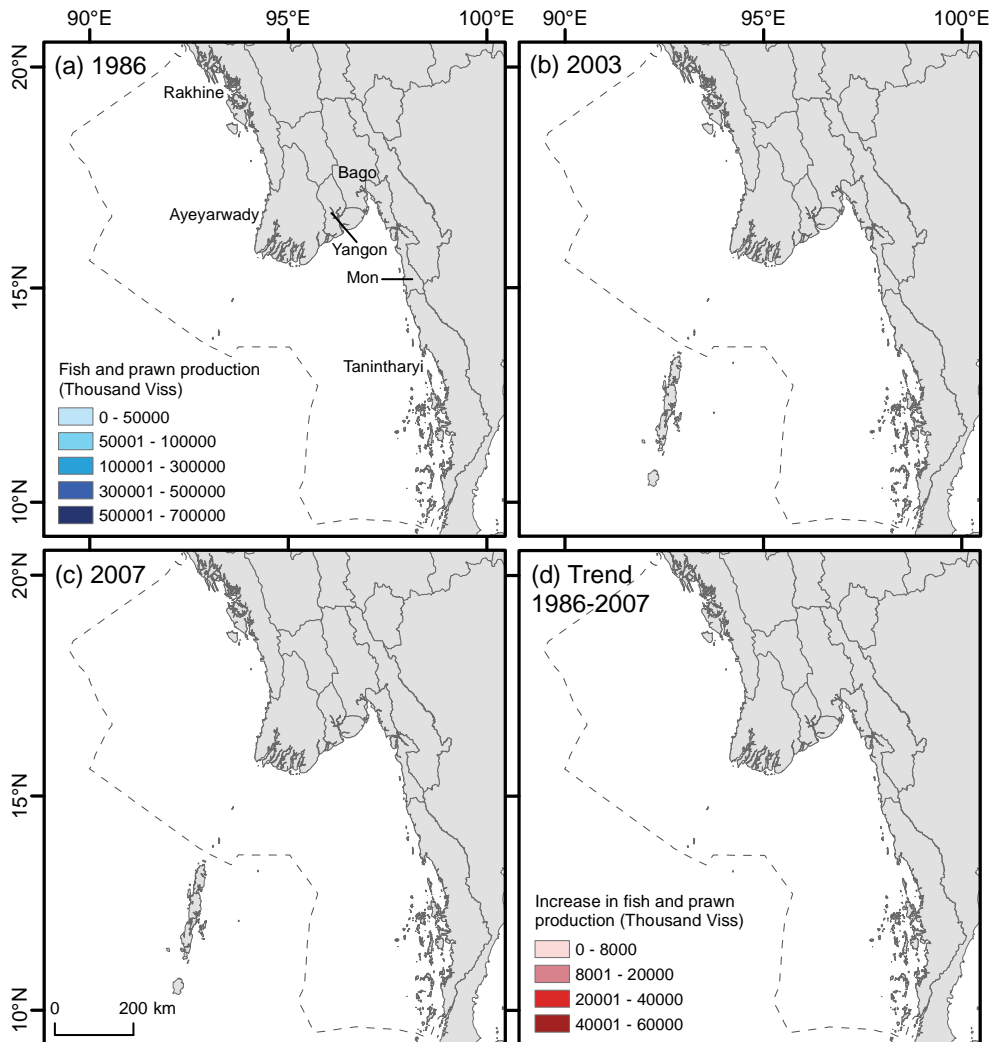 90°E 95°E 100°E 90°E 95°E 100°E
20°N
(a) 1986
(b) 2003
Rakhine
Bago
Ayeyarwady
Yangon
Mon
15°N
Tanintharyi
Fish and prawn production
(Thousand Viss)
0 - 50000
50001 - 100000
100001 - 300000
300001 - 500000
500001 - 700000
10°N
20°N
(c) 2007
(d) Trend
1986-2007
15°N
Increase in fish and prawn
production (Thousand Viss)
0 - 8000
8001 - 20000
20001 - 40000
40001 - 60000
10°N
0 200 km